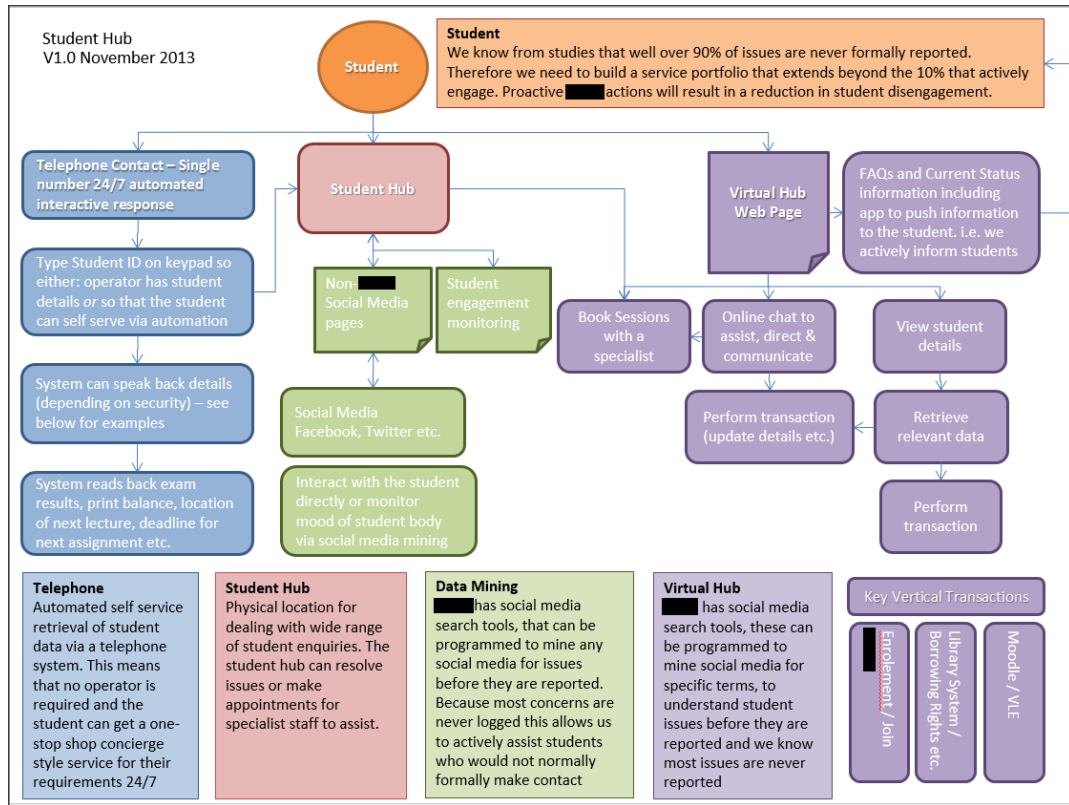 Student Hub
V1.0 November 2013
Student
Student
We know from studies that well over 90% of issues are never formally reported.
Therefore we need to build a service portfolio that extends beyond the 10% that actively
engage. Proactive actions will result in a reduction in student disengagement.
Telephone Contact – Single
number 24/7 automated
interactive response
Student Hub
Virtual Hub
Web Page
FAQs and Current Status
information including
app to push information
to the student. i.e. we
actively inform students
Type Student ID on keypad so
either: operator has student
details or so that the student
can self serve via automation
Non-
Social Media
pages
Student
engagement
monitoring
Book Sessions
with a
specialist
Online chat to
assist, direct &
communicate
View student
details
System can speak back details
(depending on security) – see
below for examples
Social Media
Facebook, Twitter etc.
Perform transaction
(update details etc.)
Retrieve
relevant data
System reads back exam
results, print balance, location
of next lecture, deadline for
next assignment etc.
Interact with the student
directly or monitor
mood of student body
via social media mining
Perform
transaction
Telephone
Automated self service
retrieval of student
data via a telephone
system. This means
that no operator is
required and the
student can get a one-
stop shop concierge
style service for their
requirements 24/7
Student Hub
Physical location for
dealing with wide range
of student enquiries. The
student hub can resolve
issues or make
appointments for
specialist staff to assist.
Data Mining
has social media
search tools, that can be
programmed to mine any
social media for issues
before they are reported.
Because most concerns are
never logged this allows us
to actively assist students
who would not normally
formally make contact
Virtual Hub
has social media
search tools, these can
be programmed to
mine social media for
specific terms, to
understand student
issues before they are
reported and we know
most issues are never
reported
Key Vertical Transactions
Enrolement / Join
Library System /
Borrowing Rights etc.
Moodle / VLE